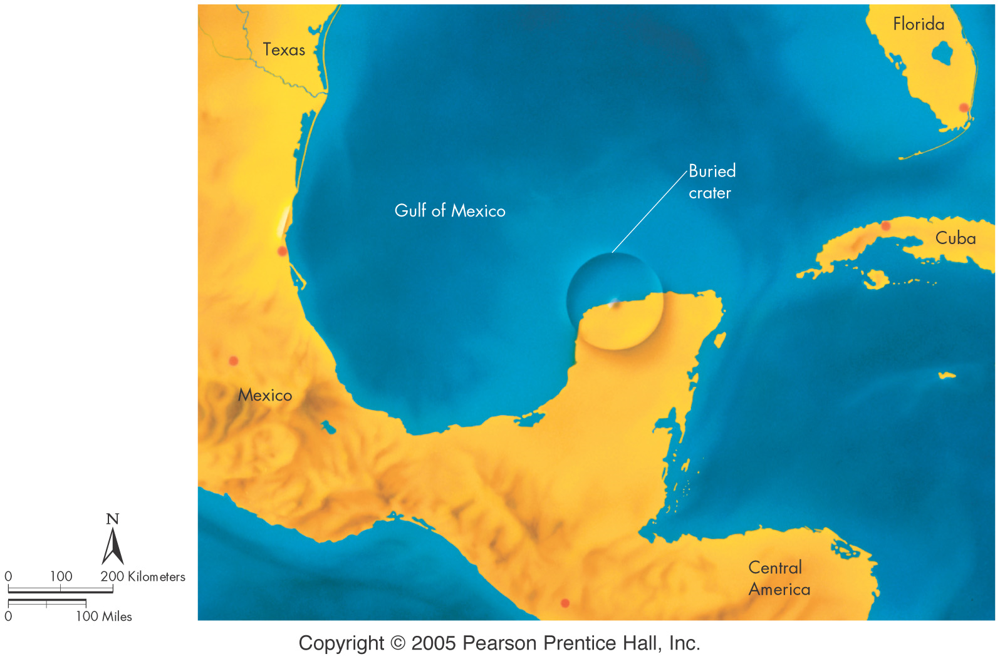 Florida
Texas
Buried
crater
Gulf of Mexico
Cuba
Mexico
N
0 100 200 Kilometers
0 100 Miles
Central
America
Copyright © 2005 Pearson Prentice Hall, Inc.